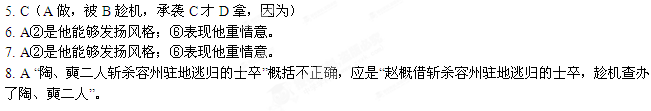 5. C（A 做，被 B 趁机，承袭 C才 D 拿，因为）
6. A②是他能够发扬风格；⑥表现他重情意。
7. A②是他能够发扬风格；⑥表现他重情意。
8. A “陶、奭二人斩杀容州驻地逃归的士卒”概括不正确，应是“赵概借斩杀容州驻地逃归的士卒，趁机查办
了陶、奭二人”。